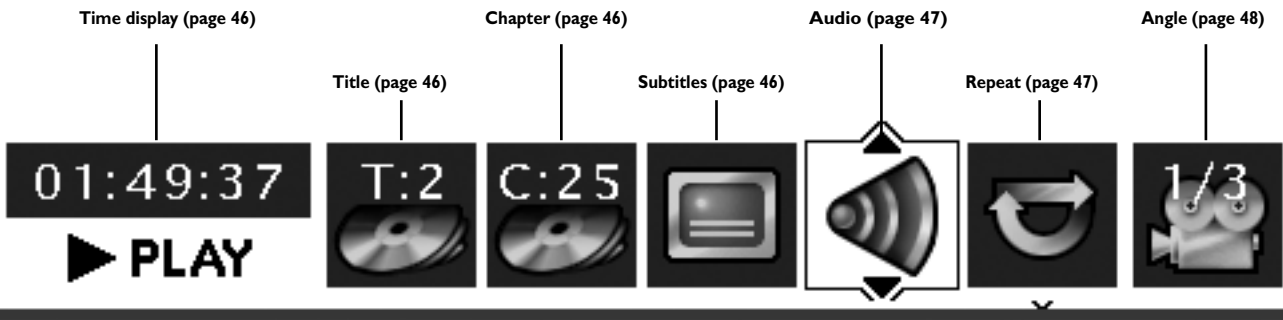 Time display (page 46)
Chapter (page 46)
Audio (page 47)
Angle (page 48)
Title (page 46)
Subtitles (page 46)
Repeat (page 47)
01:49:37
T:2
C:25
1/3
PLAY